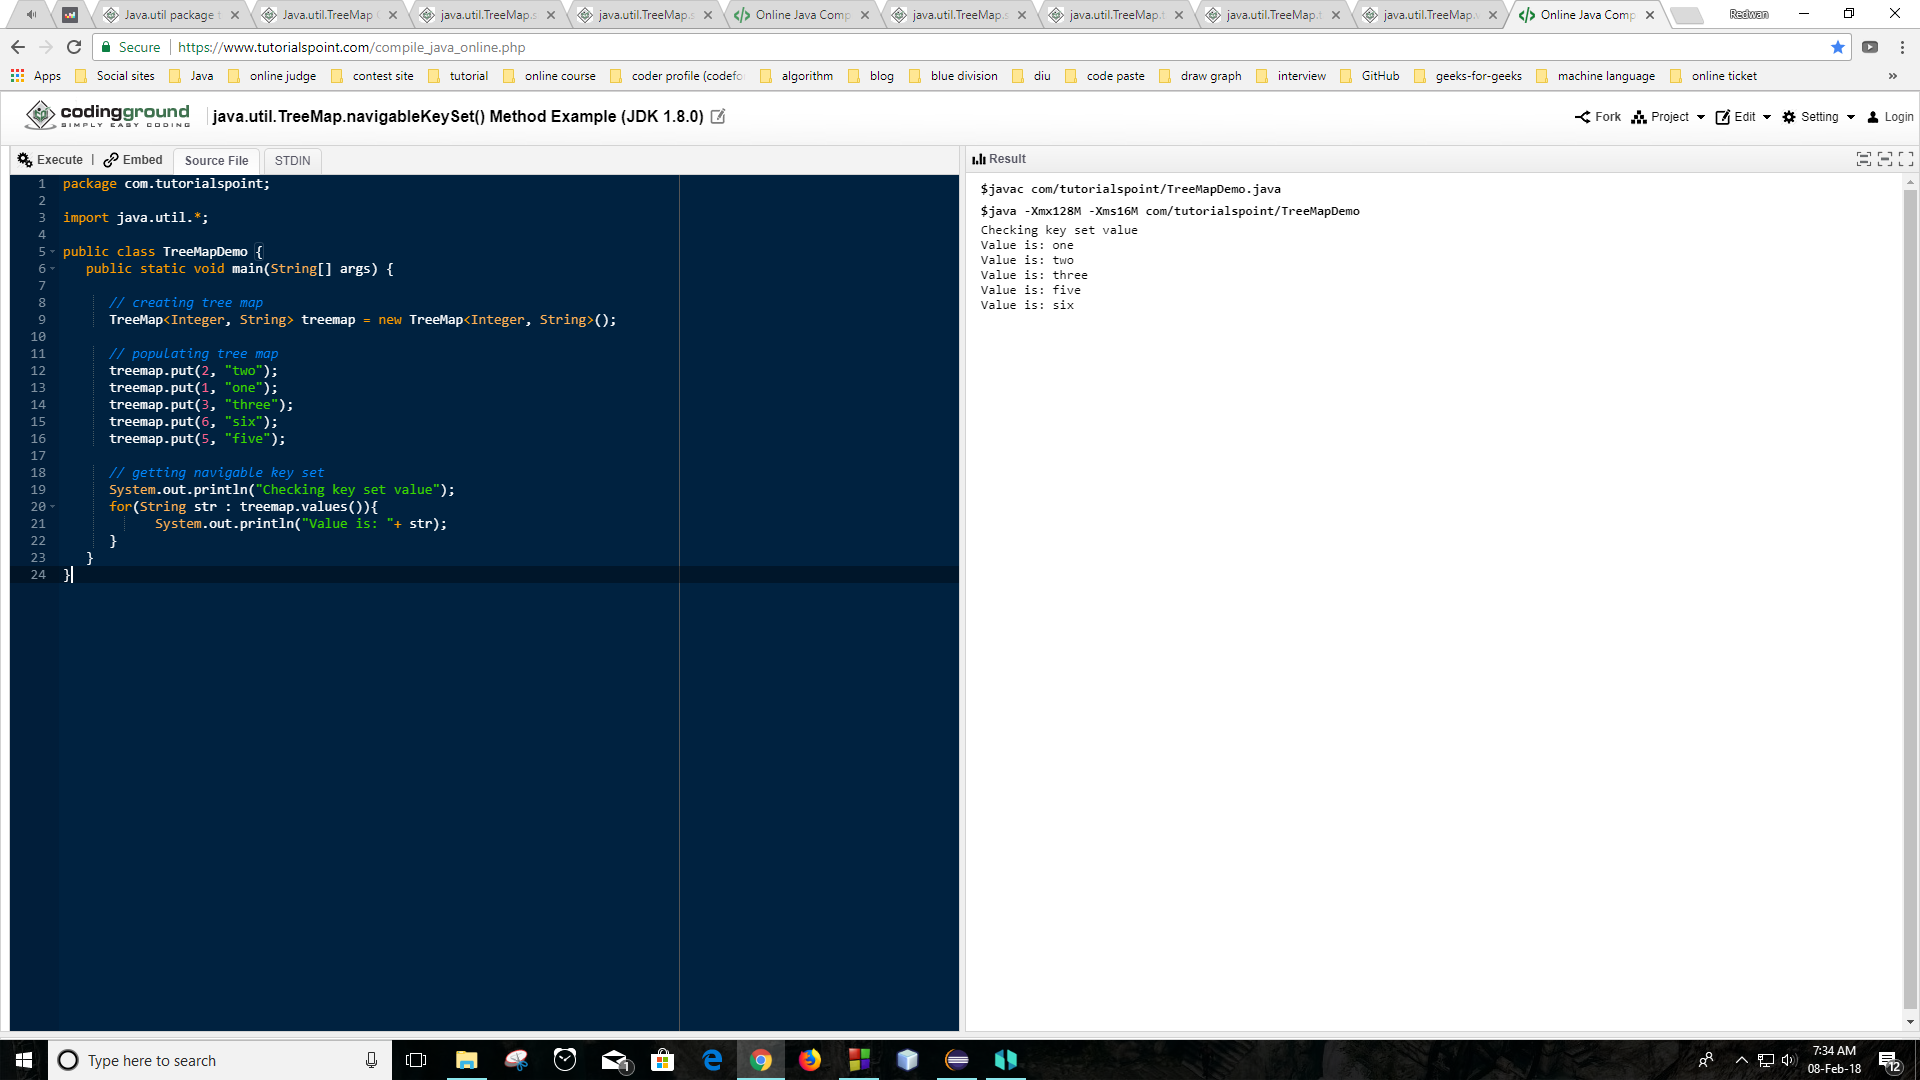 Java.util package t
Java.util.TreeMap
java.util.TreeMap.s
java.util.TreeMap.s
Online Java Comp
java.util.TreeMap.s
java.util.TreeMap.t
java.util.TreeMap.t
java.util.TreeMap.v
Online Java Comp
Redwan
Secure
https://www.tutorialspoint.com/compile_java_online.php
Apps Social sites Java online judge contest site tutorial online course coder profile (codefo algorithm blog blue division diu code paste draw graph interview GitHub geeks-for-geeks machine language online ticket »
codingground
SIMPLY EASY CODING
java.util.TreeMap.navigableKeySet() Method Example (JDK 1.8.0)
Fork Project Edit Setting Login
Execute | Embed Source File STDIN
1 package com.tutorialspoint;
2
3 import java.util.*;
4
5 public class TreeMapDemo {
6 public static void main(String[] args) {
7
8 // creating tree map
9 TreeMap<Integer, String> treemap = new TreeMap<Integer, String>();
10
11 // populating tree map
12 treemap.put(2, "two");
13 treemap.put(1, "one");
14 treemap.put(3, "three");
15 treemap.put(6, "six");
16 treemap.put(5, "five");
17
18 // getting navigable key set
19 System.out.println("Checking key set value");
20 for(String str : treemap.values()){
21 System.out.println("Value is: "+ str);
22 }
23 }
24 }
Result
$javac com/tutorialspoint/TreeMapDemo.java
$java -Xmx128M -Xms16M com/tutorialspoint/TreeMapDemo
Checking key set value
Value is: one
Value is: two
Value is: three
Value is: five
Value is: six
Type here to search
1
7:34 AM
08-Feb-18
12